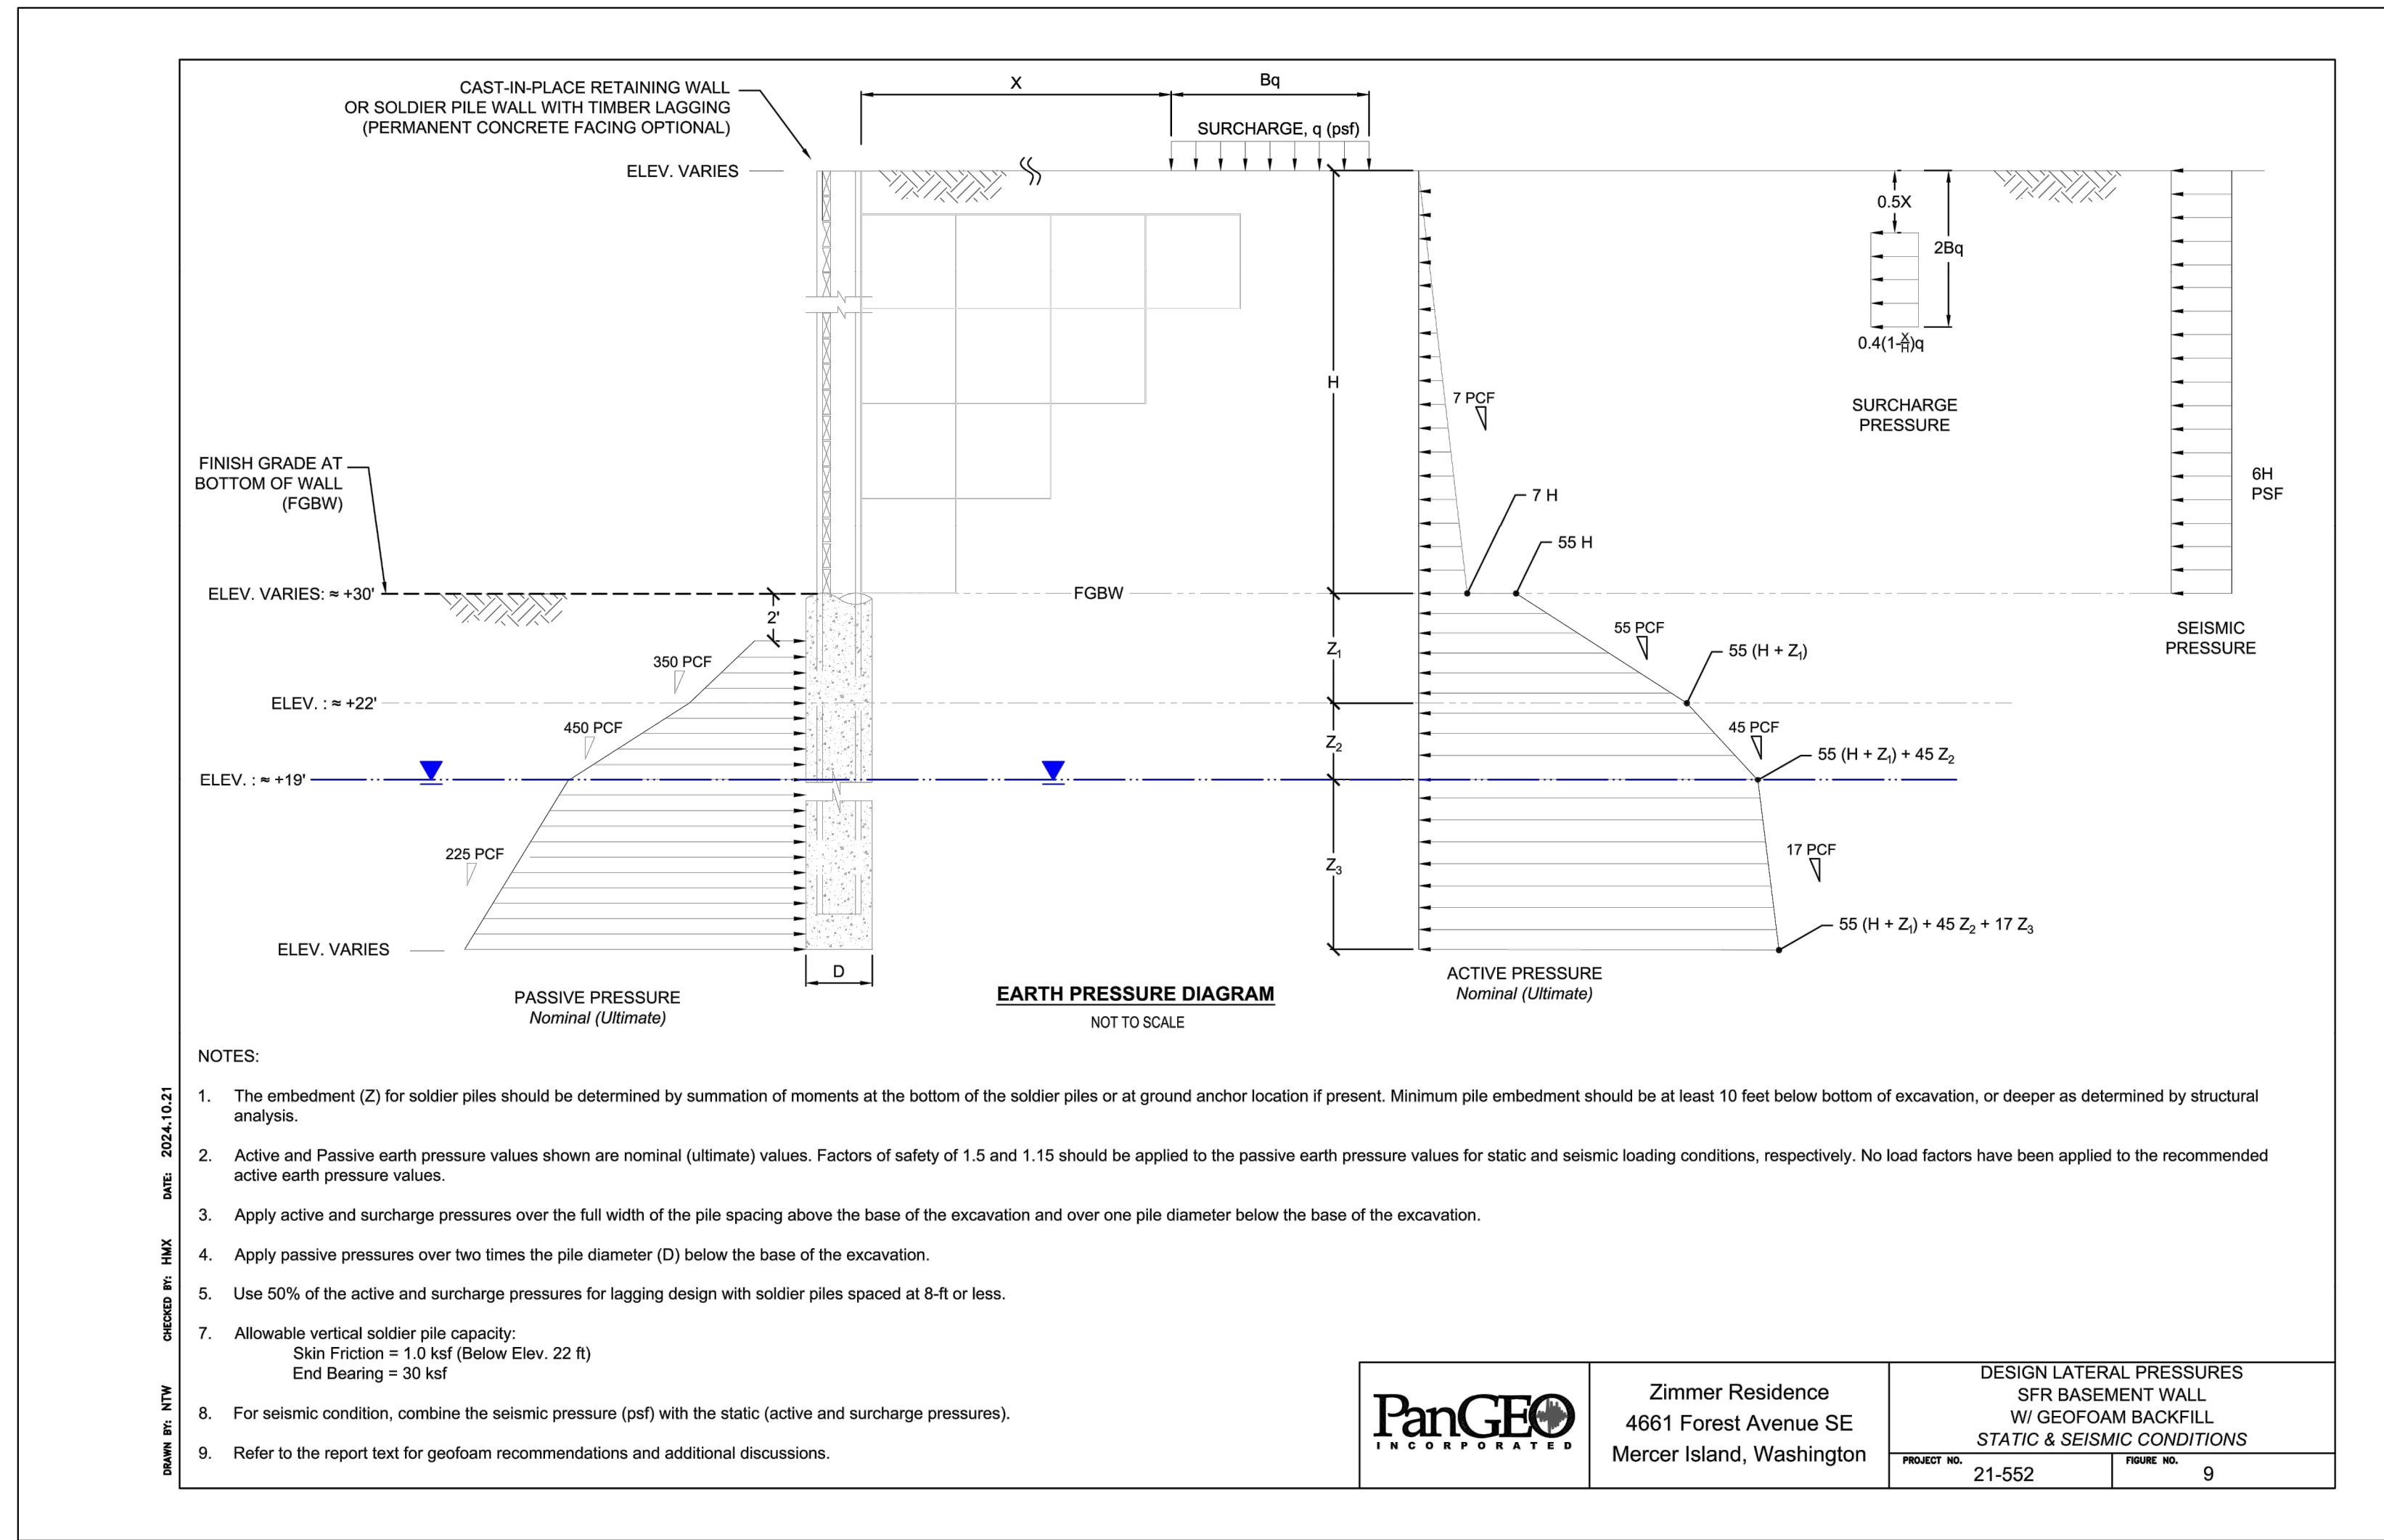 CAST-IN-PLACE RETAINING WALL
OR SOLDIER PILE WALL WITH TIMBER LAGGING
(PERMANENT CONCRETE FACING OPTIONAL)
X
Bq
SURCHARGE, q (psf)
ELEV. VARIES
0.5X
2Bq
0.4(1-X/H)q
SURCHARGE
PRESSURE
H
7 PCF
FINISH GRADE AT
BOTTOM OF WALL
(FGBW)
6H
PSF
7 H
55 H
ELEV. VARIES: ≈ +30'
FGBW
2'
SEISMIC
PRESSURE
350 PCF
Z₁
55 PCF
55 (H + Z₁)
ELEV. : ≈ +22'
450 PCF
Z₂
45 PCF
55 (H + Z₁) + 45 Z₂
ELEV. : ≈ +19'
225 PCF
Z₃
17 PCF
55 (H + Z₁) + 45 Z₂ + 17 Z₃
ELEV. VARIES
D
PASSIVE PRESSURE
Nominal (Ultimate)
EARTH PRESSURE DIAGRAM
NOT TO SCALE
ACTIVE PRESSURE
Nominal (Ultimate)
NOTES:
1. The embedment (Z) for soldier piles should be determined by summation of moments at the bottom of the soldier piles or at ground anchor location if present. Minimum pile embedment should be at least 10 feet below bottom of excavation, or deeper as determined by structural
analysis.
2. Active and Passive earth pressure values shown are nominal (ultimate) values. Factors of safety of 1.5 and 1.15 should be applied to the passive earth pressure values for static and seismic loading conditions, respectively. No load factors have been applied to the recommended
active earth pressure values.
3. Apply active and surcharge pressures over the full width of the pile spacing above the base of the excavation and over one pile diameter below the base of the excavation.
4. Apply passive pressures over two times the pile diameter (D) below the base of the excavation.
5. Use 50% of the active and surcharge pressures for lagging design with soldier piles spaced at 8-ft or less.
7. Allowable vertical soldier pile capacity:
Skin Friction = 1.0 ksf (Below Elev. 22 ft)
End Bearing = 30 ksf
8. For seismic condition, combine the seismic pressure (psf) with the static (active and surcharge pressures).
9. Refer to the report text for geofoam recommendations and additional discussions.
DRAWN BY: NTW CHECKED BY: HMX DATE: 2024.10.21
PanGEO
INCORPORATED
Zimmer Residence
4661 Forest Avenue SE
Mercer Island, Washington
DESIGN LATERAL PRESSURES
SFR BASEMENT WALL
W/ GEOFOAM BACKFILL
STATIC & SEISMIC CONDITIONS
PROJECT NO.
21-552
FIGURE NO.
9